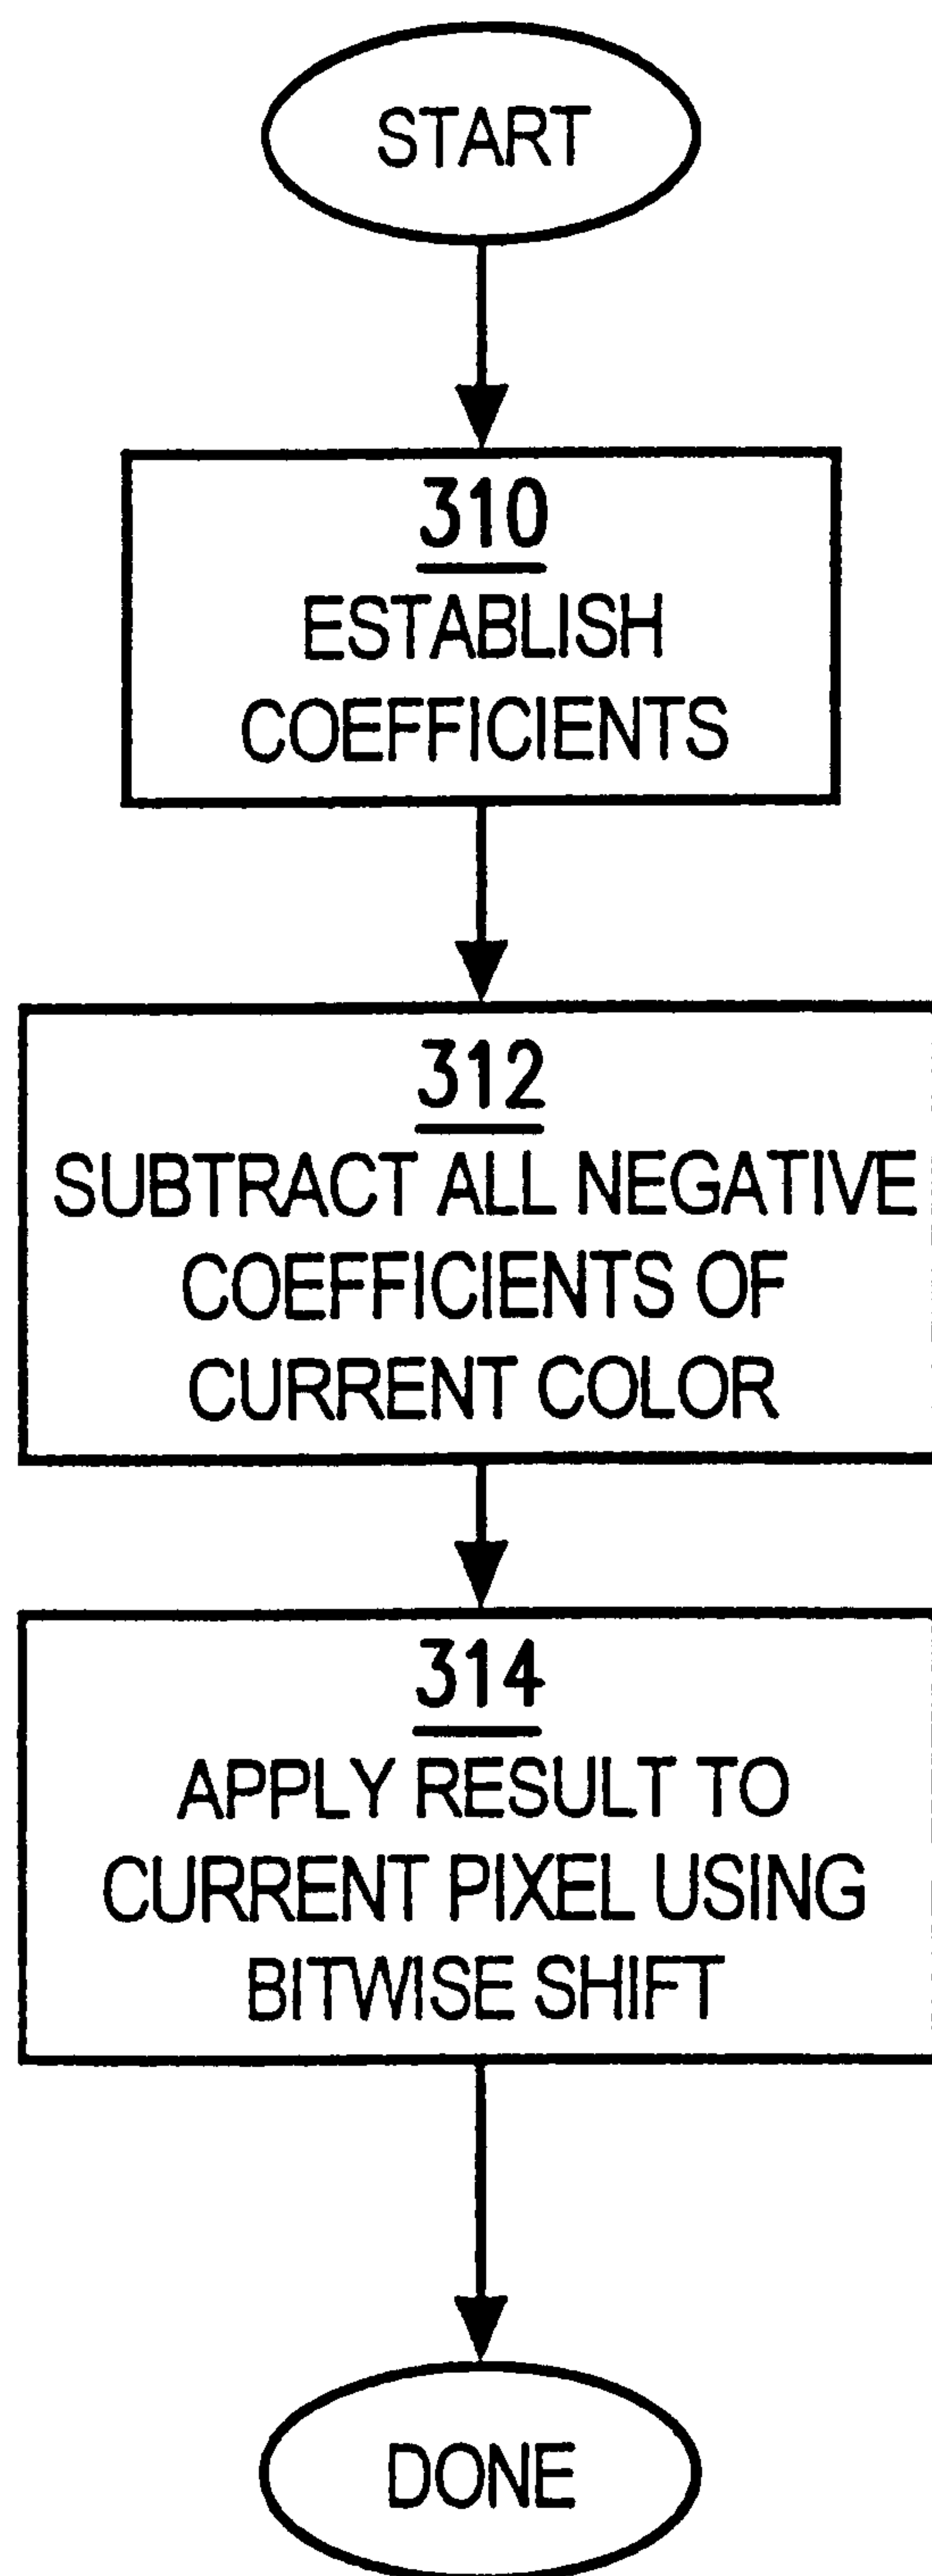 START
310
ESTABLISH
COEFFICIENTS
312
SUBTRACT ALL NEGATIVE
COEFFICIENTS OF
CURRENT COLOR
314
APPLY RESULT TO
CURRENT PIXEL USING
BITWISE SHIFT
DONE